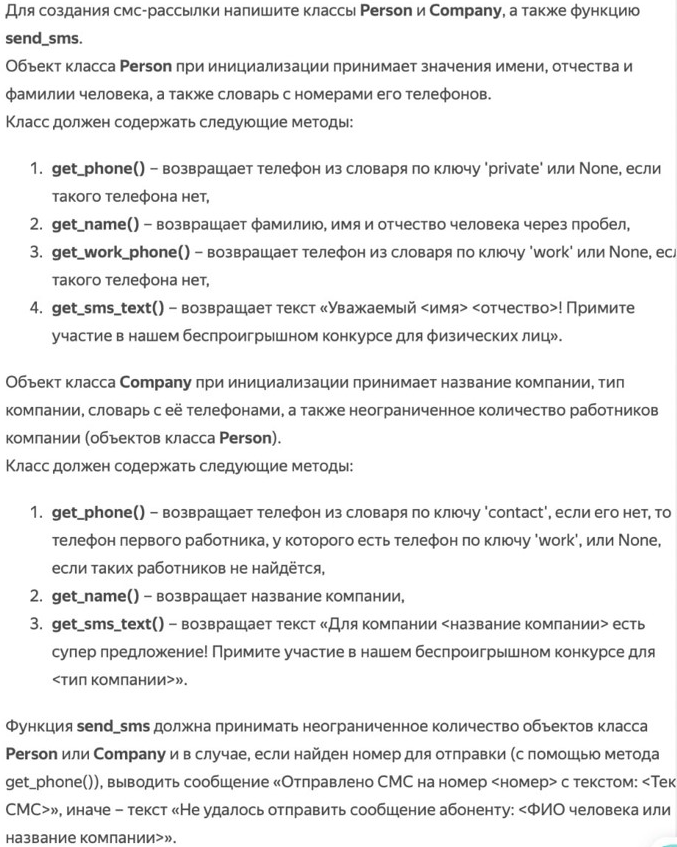 Для создания смс-рассылки напишите классы Person и Company, а также функцию
send_sms.
Объект класса Person при инициализации принимает значения имени, отчества и
фамилии человека, а также словарь с номерами его телефонов.
Класс должен содержать следующие методы:
1. get_phone() – возвращает телефон из словаря по ключу 'private' или None, если
такого телефона нет,
2. get_name() – возвращает фамилию, имя и отчество человека через пробел,
3. get_work_phone() – возвращает телефон из словаря по ключу 'work' или None,
такого телефона нет,
4. get_sms_text() – возвращает текст «Уважаемый <имя> <отчество>! Примите
участие в нашем беспроигрышном конкурсе для физических лиц».
Объект класса Company при инициализации принимает название компании, тип
компании, словарь с её телефонами, а также неограниченное количество работников
компании (объектов класса Person).
Класс должен содержать следующие методы:
1. get_phone() – возвращает телефон из словаря по ключу 'contact', если его нет, то
телефон первого работника, у которого есть телефон по ключу 'work', или None,
если таких работников не найдётся,
2. get_name() – возвращает название компании,
3. get_sms_text() – возвращает текст «Для компании <название компании> есть
супер предложение! Примите участие в нашем беспроигрышном конкурсе для
<тип компании>».
Функция send_sms должна принимать неограниченное количество объектов класса
Person или Company и в случае, если найден номер для отправки (с помощью метода
get_phone()), выводить сообщение «Отправлено СМС на номер <номер> с текстом:
СМС>», иначе – текст «Не удалось отправить сообщение абоненту: <ФИО человека или
название компании>».